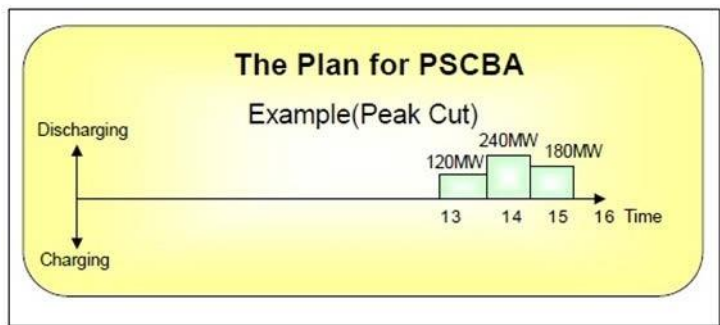 The Plan for PSCBA
Example(Peak Cut)
Discharging
240MW
120MW
180MW
13 14 15 16 Time
Charging